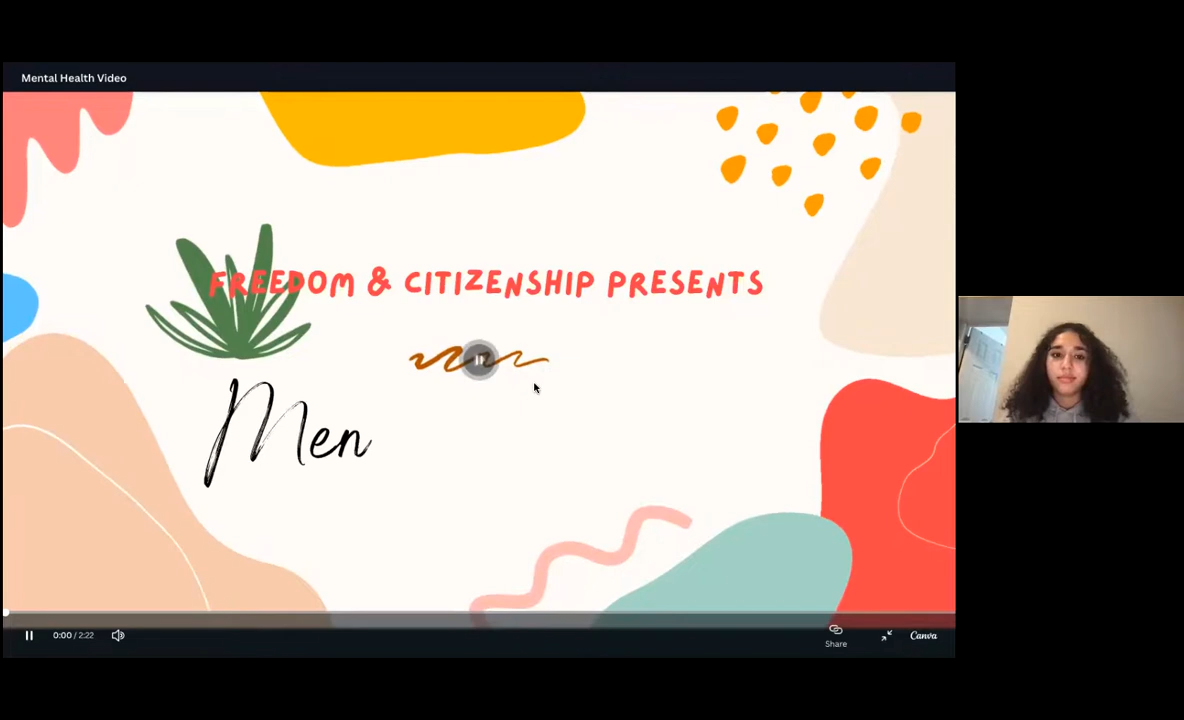 Mental Health Video
FREEDOM & CITIZENSHIP PRESENTS
Men
0:00 / 2:22
Share
Canva